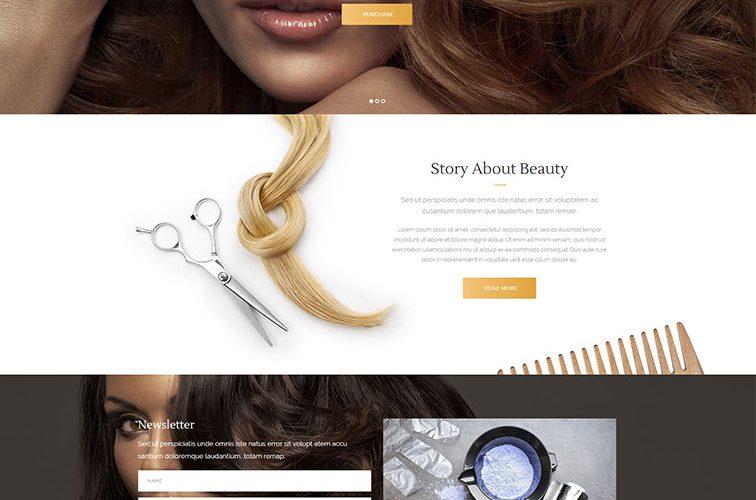 PURCHASE
Story About Beauty
Sed ut perspiciatis unde omnis iste natus error sit voluptatem ac
cusantium dolorem que laudantium, totam remae.
Lorem ipsum dolor sit amet, consectetur adipiscing elit, sed do eiusmod tempor
incididunt ut labore et dolore magna aliqua. Ut enim ad minim veniam, quis nostrud
exercitation ullamco laboris nisi ut aliquip ex ea commodo consequat. Duis aute irure dolor
in reprehenderit in voluptate velit esse cillum dolore eu
READ MORE
Newsletter
Sed ut perspiciatis unde omnis iste natus error sit volupt atem accu
santium doloremque laudantium, totam remap.
NAME